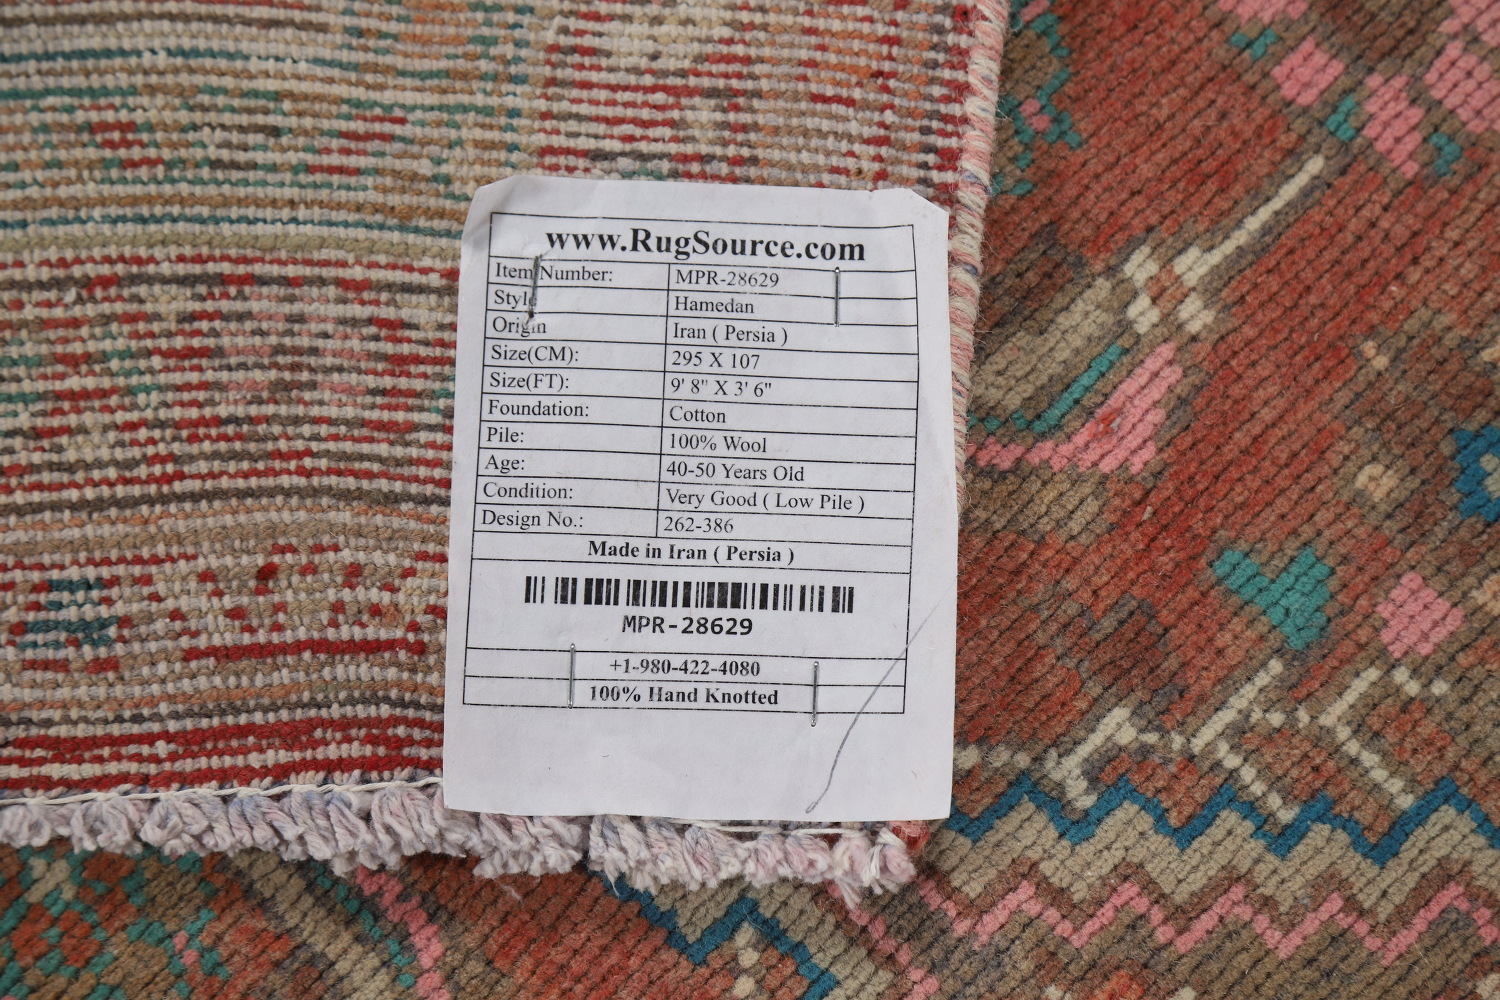 www.RugSource.com
Item Number: MPR-28629
Style Hamedan
Origin Iran ( Persia )
Size(CM): 295 X 107
Size(FT): 9' 8" X 3' 6"
Foundation: Cotton
Pile: 100% Wool
Age: 40-50 Years Old
Condition: Very Good ( Low Pile )
Design No.: 262-386
Made in Iran ( Persia )
MPR-28629
+1-980-422-4080
100% Hand Knotted